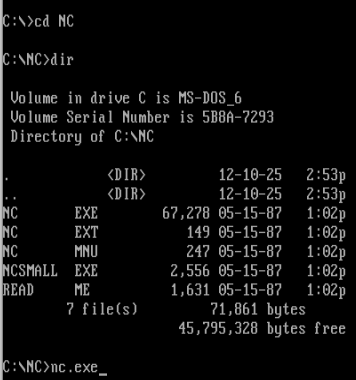 C:\>cd NC
C:\NC>dir
Volume in drive C is MS-DOS_6
Volume Serial Number is 5B8A-7293
Directory of C:\NC
. <DIR> 12-10-25 2:53p
.. <DIR> 12-10-25 2:53p
NC EXE 67,278 05-15-87 1:02p
NC EXT 149 05-15-87 1:02p
NC MNU 247 05-15-87 1:02p
NCSMALL EXE 2,556 05-15-87 1:02p
READ ME 1,631 05-15-87 1:02p
7 file(s) 71,861 bytes
45,795,328 bytes free
C:\NC>nc.exe_